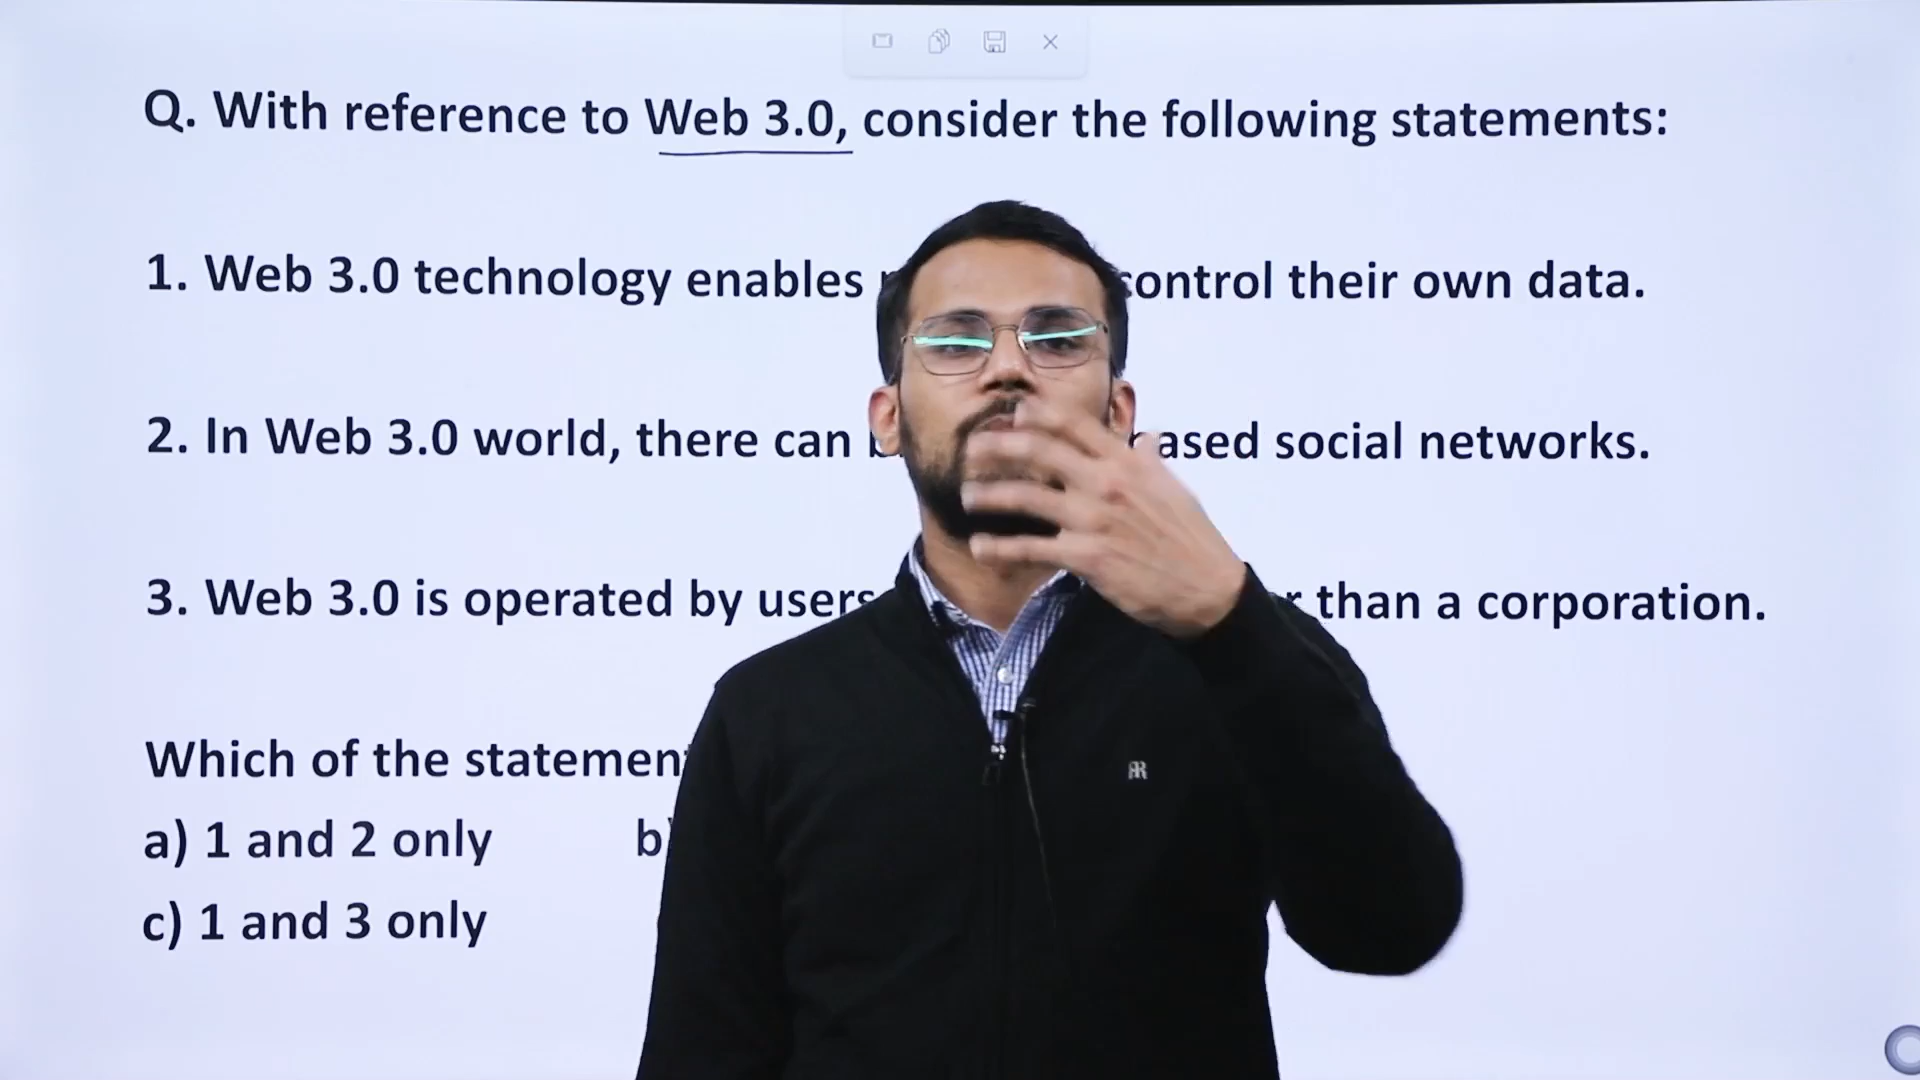 Q. With reference to Web 3.0, consider the following statements:
1. Web 3.0 technology enables control their own data.
2. In Web 3.0 world, there can social networks.
3. Web 3.0 is operated by users than a corporation.
Which of the
a) 1 and 2 only b)
c) 1 and 3 only